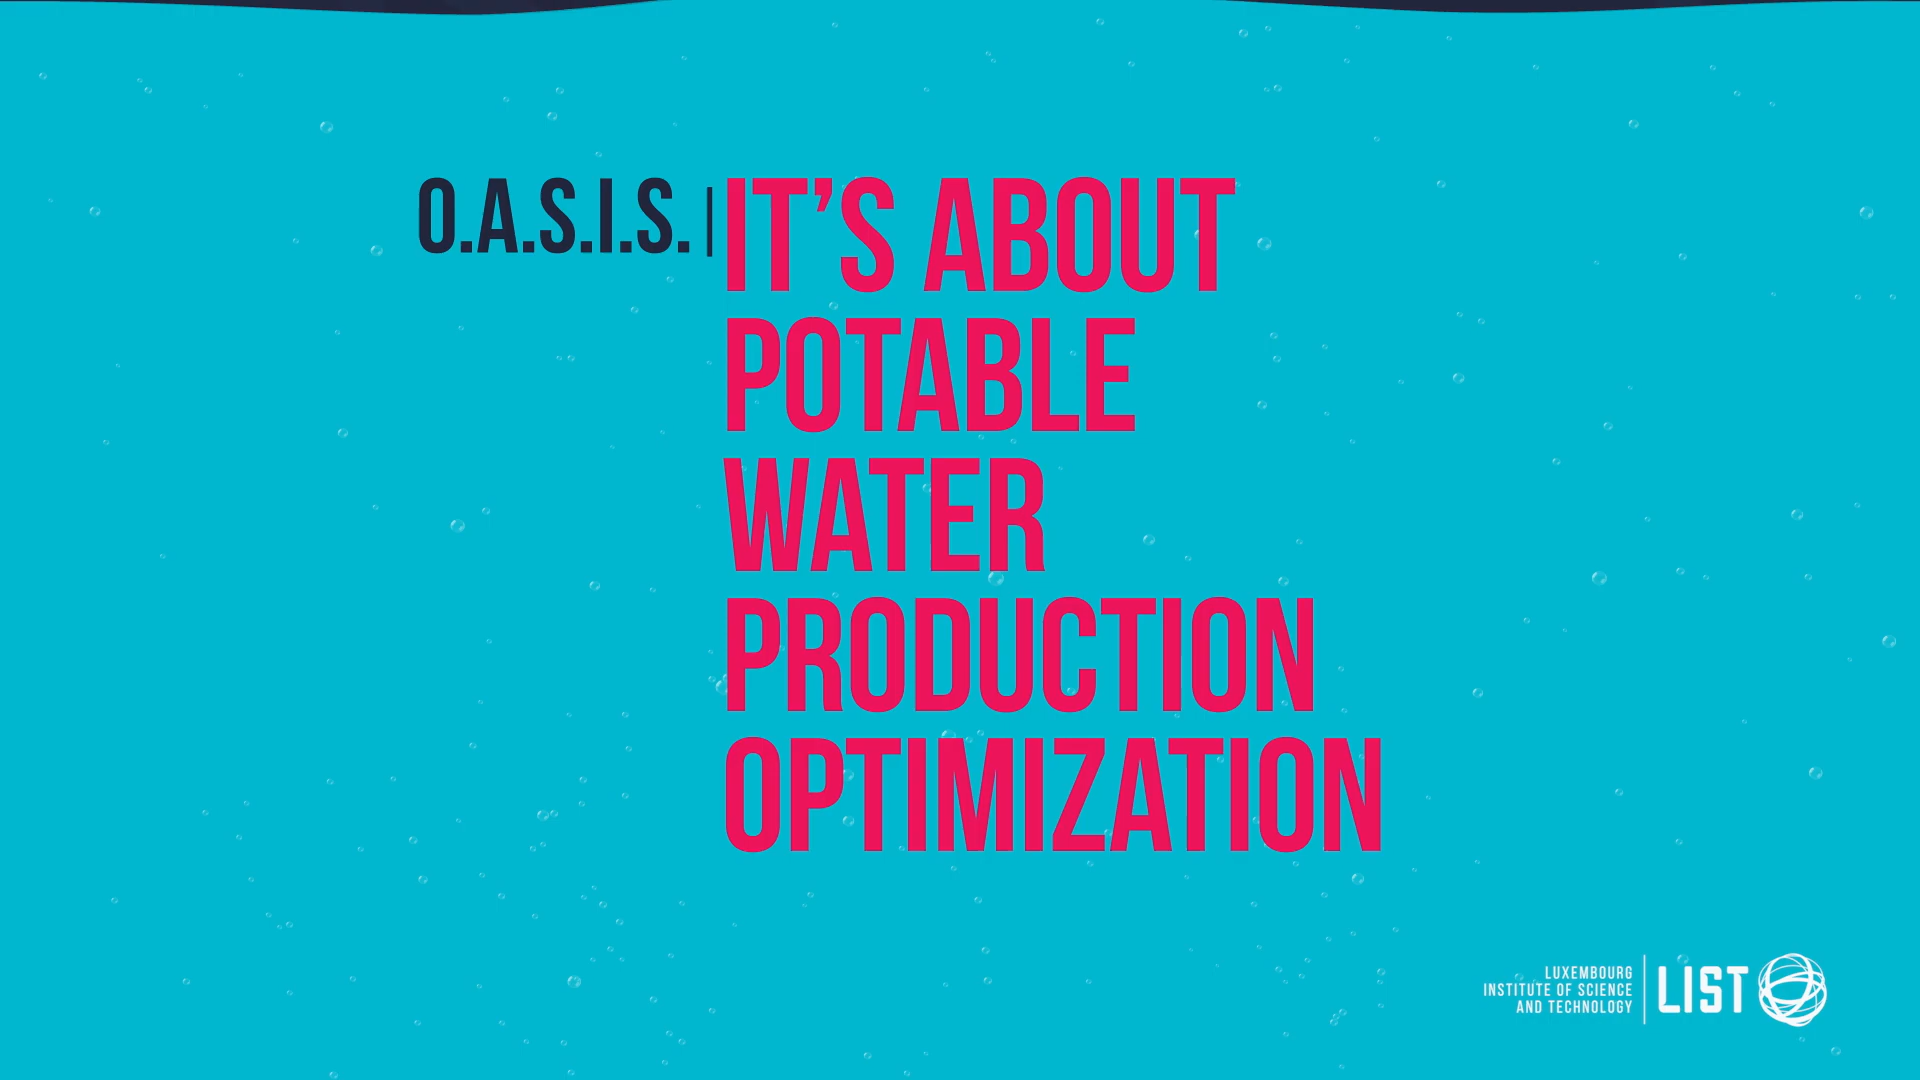 O.A.S.I.S. | IT'S ABOUT
POTABLE
WATER
PRODUCTION
OPTIMIZATION
LUXEMBOURG
INSTITUTE OF SCIENCE
AND TECHNOLOGY
LIST